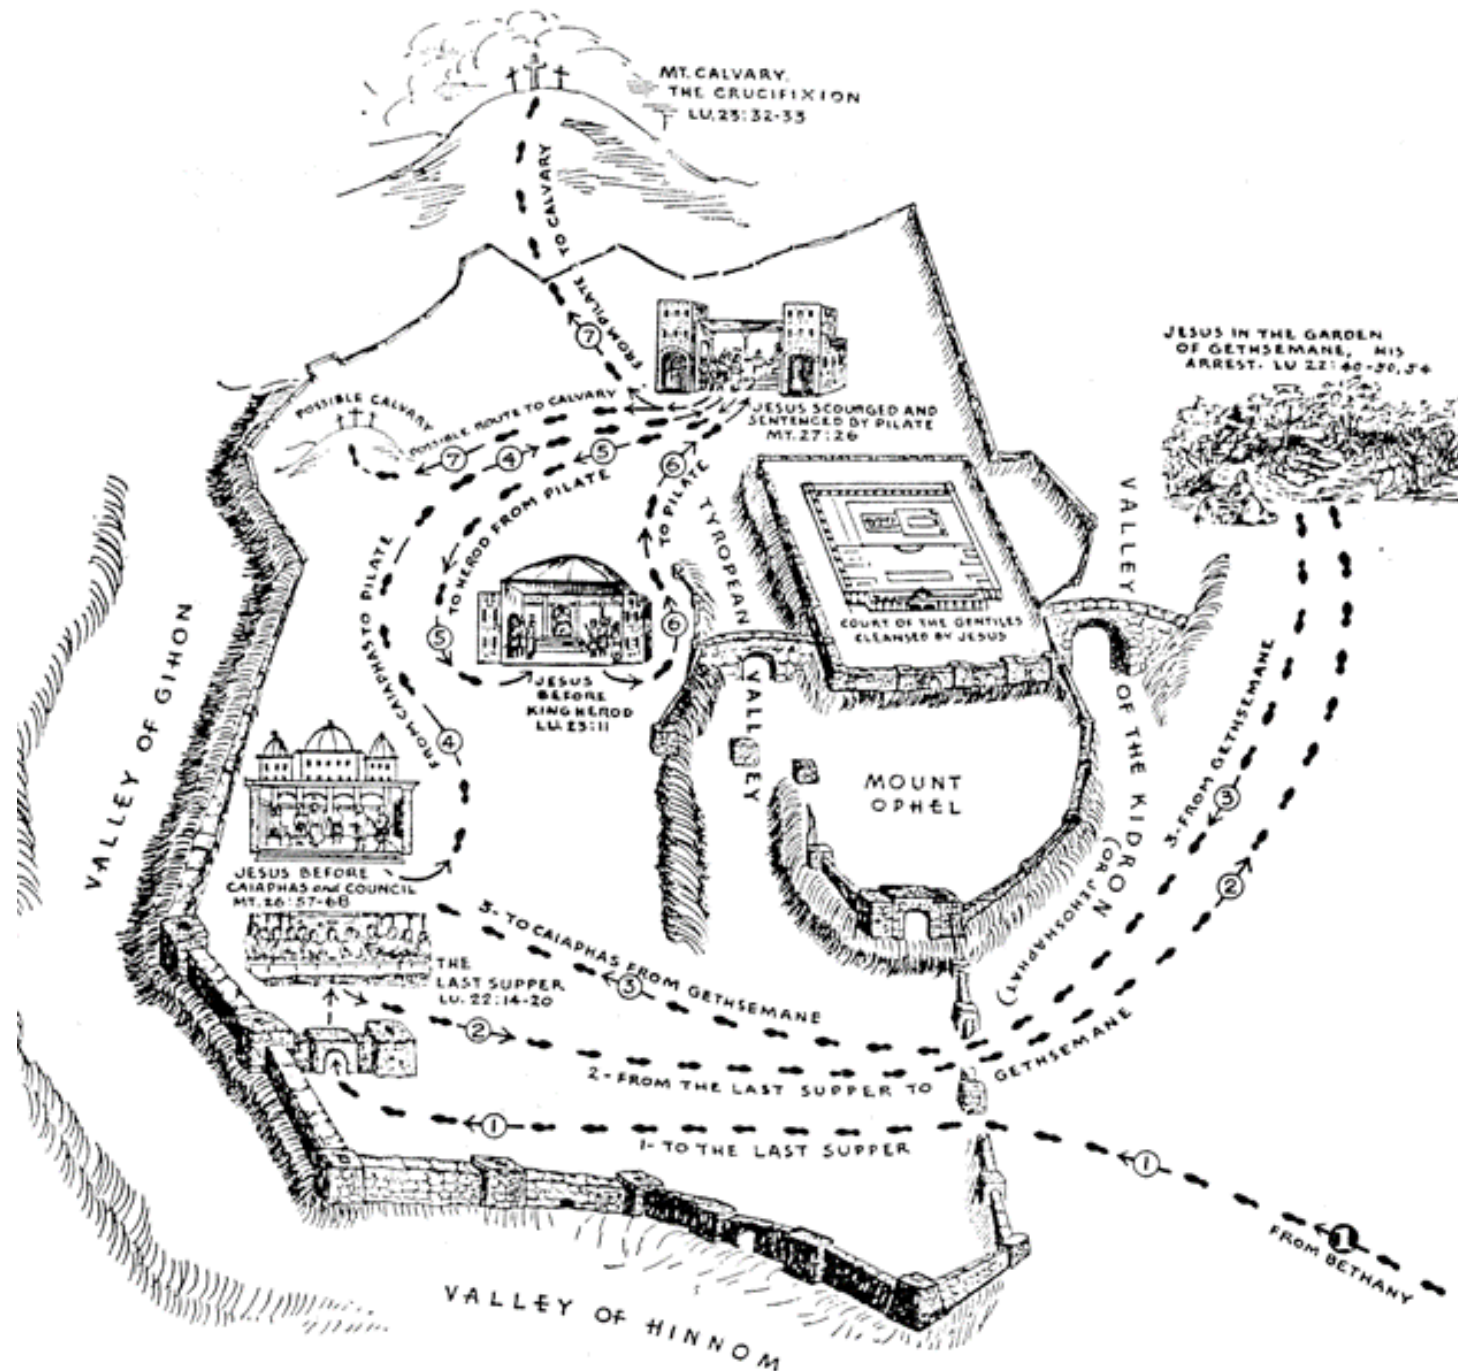 MT. CALVARY.
THE CRUCIFIXION
LU. 23:32-33
TO CALVARY
FROM PILATE
7
JESUS IN THE GARDEN
OF GETHSEMANE, HIS
ARREST. LU 22:40-50, 54
POSSIBLE CALVARY
POSSIBLE ROUTE TO CALVARY
7
4
5
6
JESUS SCOURGED AND
SENTENCED BY PILATE
MT. 27:26
TO HEROD FROM PILATE
TO PILATE
FROM CAIAPHAS TO PILATE
5
6
4
TYROPEAN
VALLEY
COURT OF THE GENTILES
CLEANSED BY JESUS
JESUS
BEFORE
KING HEROD
LU. 23:11
VALLEY
OF THE KIDRON
(OR JEHOSHAPHAT)
MOUNT
OPHEL
VALLEY OF GIHON
3-FROM GETHSEMANE
3
2
JESUS BEFORE
CAIAPHAS and COUNCIL
MT. 26:57-68
3-TO CAIAPHAS FROM GETHSEMANE
3
THE
LAST SUPPER
LU. 22:14-20
2
2-FROM THE LAST SUPPER TO
GETHSEMANE
1
1-TO THE LAST SUPPER
1
1
FROM BETHANY
VALLEY OF HINNOM